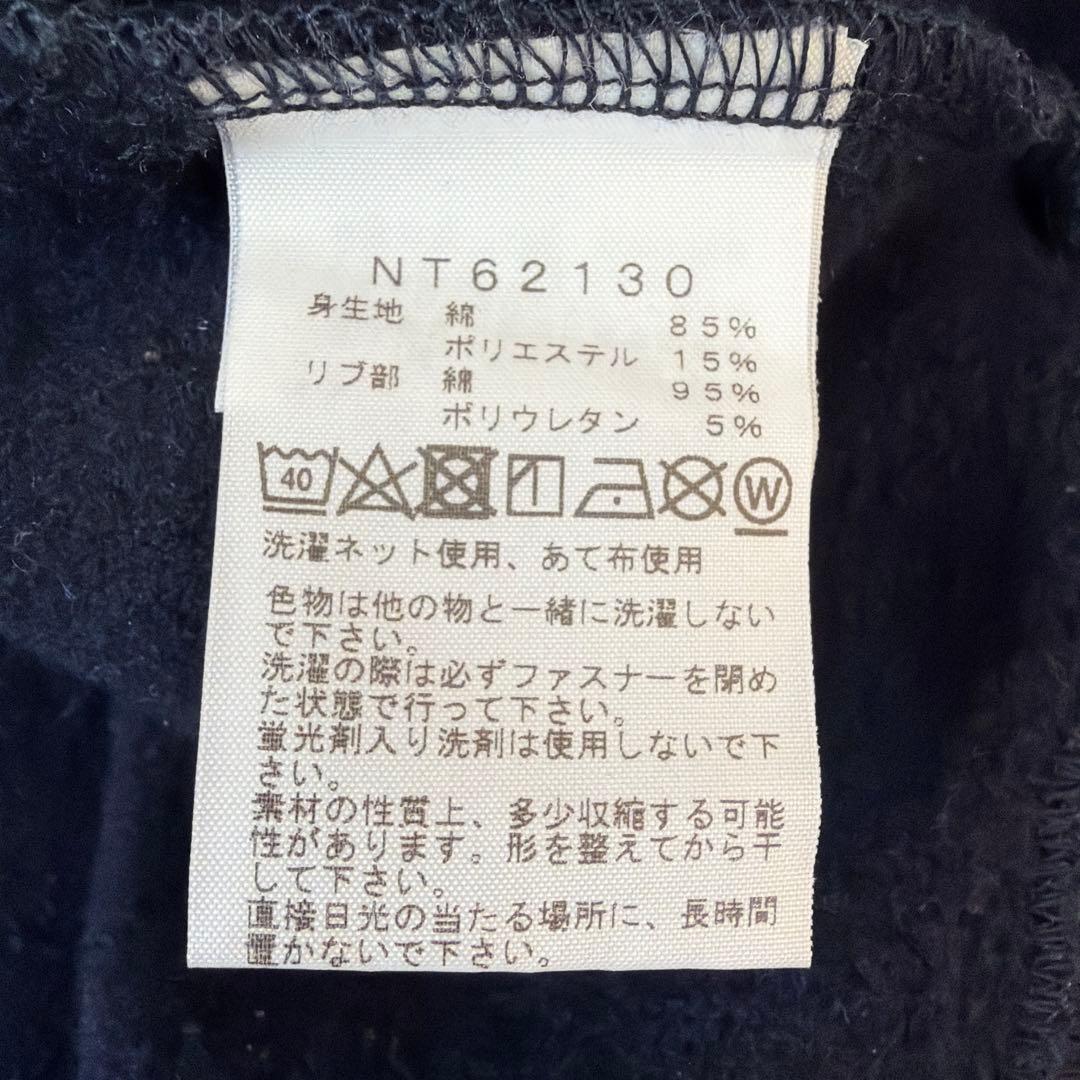 NT62130
身生地 綿 85%
ポリエステル 15%
リブ部 綿 95%
ポリウレタン 5%
40 W
洗濯ネット使用、あて布使用
色物は他の物と一緒に洗濯しない
で下さい。
洗濯の際は必ずファスナーを閉め
た状態で行って下さい。
蛍光剤入り洗剤は使用しないで下
さい。
素材の性質上、多少収縮する可能
性があります。形を整えてから干
して下さい。
直接日光の当たる場所に、長時間
置かないで下さい。